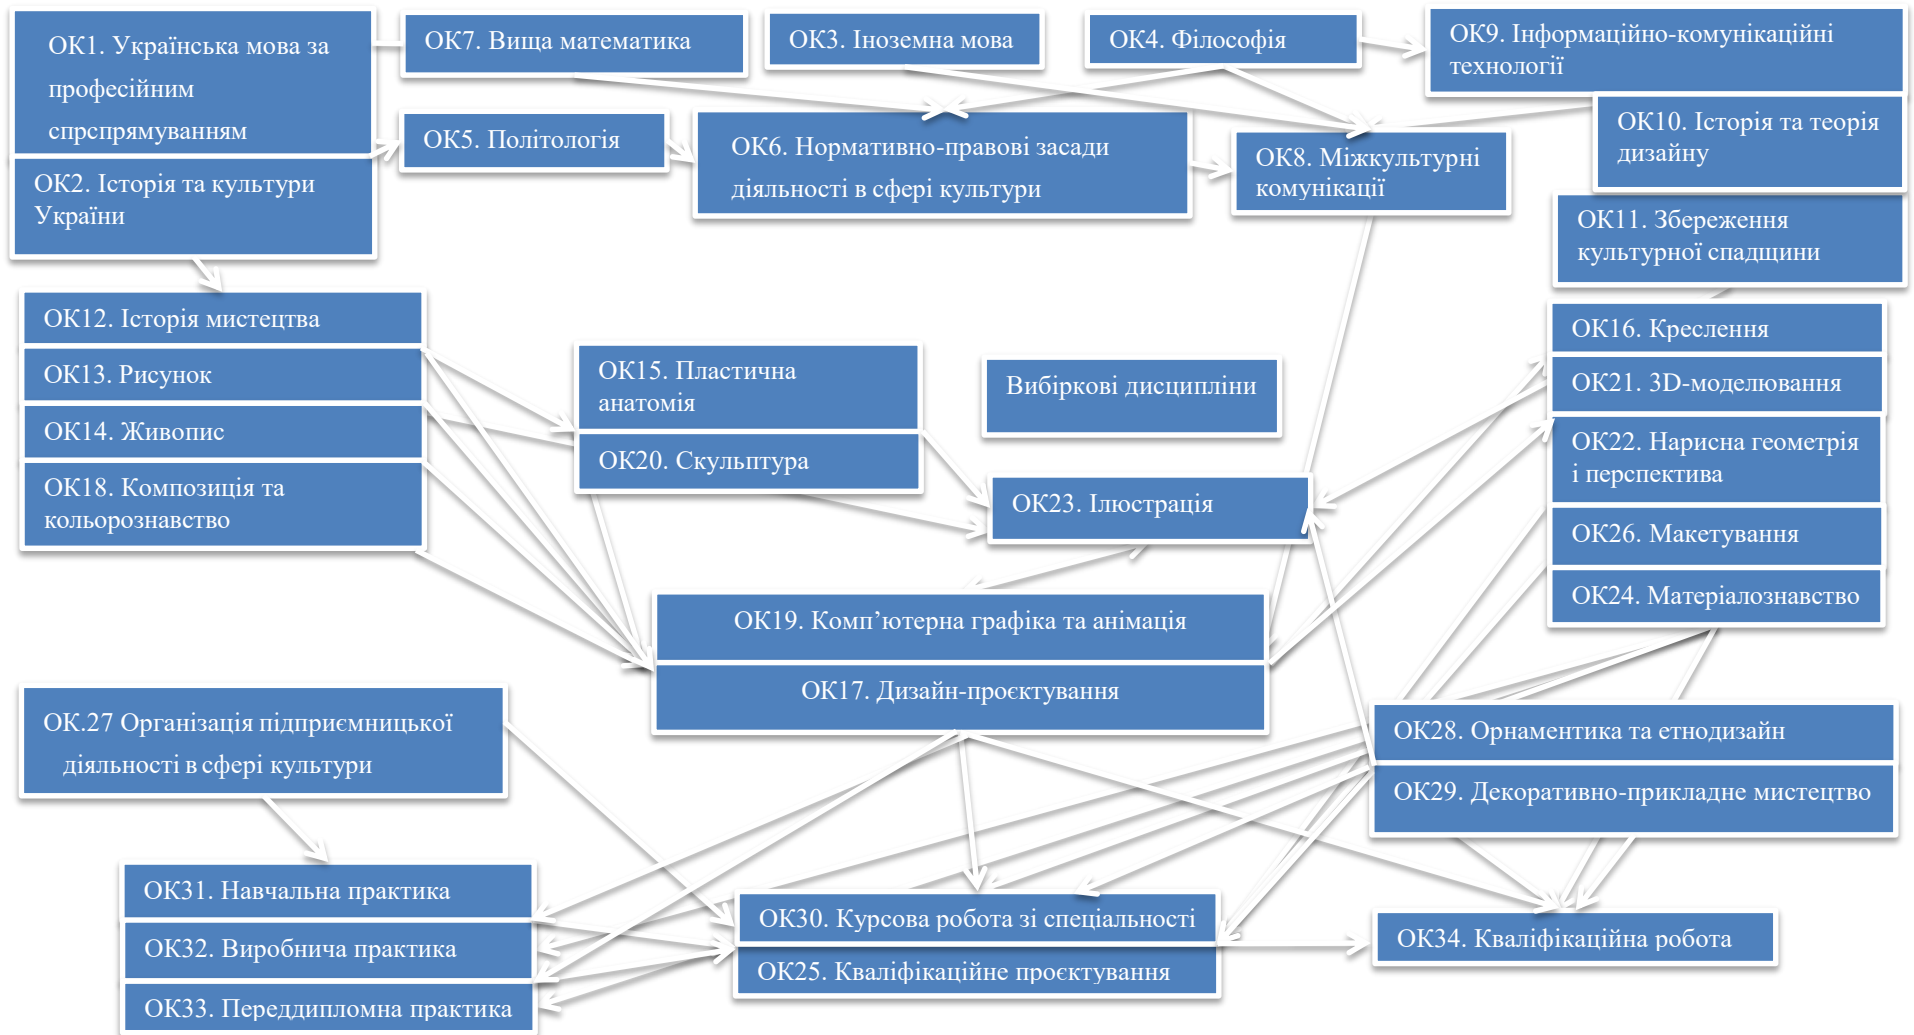 ОК1. Українська мова за
професійним
спрспрямуванням
ОК7. Вища математика
ОК3. Іноземна мова
ОК4. Філософія
ОК9. Інформаційно-комунікаційні
технології
ОК2. Історія та культури
України
ОК5. Політологія
ОК6. Нормативно-правові засади
діяльності в сфері культури
ОК8. Міжкультурні
комунікації
ОК10. Історія та теорія
дизайну
ОК11. Збереження
культурної спадщини
ОК12. Історія мистецтва
ОК13. Рисунок
ОК14. Живопис
ОК18. Композиція та
кольорознавство
ОК15. Пластична
анатомія
ОК20. Скульптура
Вибіркові дисципліни
ОК23. Ілюстрація
ОК16. Креслення
ОК21. 3D-моделювання
ОК22. Нарисна геометрія
і перспектива
ОК26. Макетування
ОК24. Матеріалознавство
ОК19. Комп’ютерна графіка та анімація
ОК17. Дизайн-проєктування
ОК.27 Організація підприємницької
діяльності в сфері культури
ОК28. Орнаментика та етнодизайн
ОК29. Декоративно-прикладне мистецтво
ОК31. Навчальна практика
ОК32. Виробнича практика
ОК33. Переддипломна практика
ОК30. Курсова робота зі спеціальності
ОК25. Кваліфікаційне проєктування
ОК34. Кваліфікаційна робота